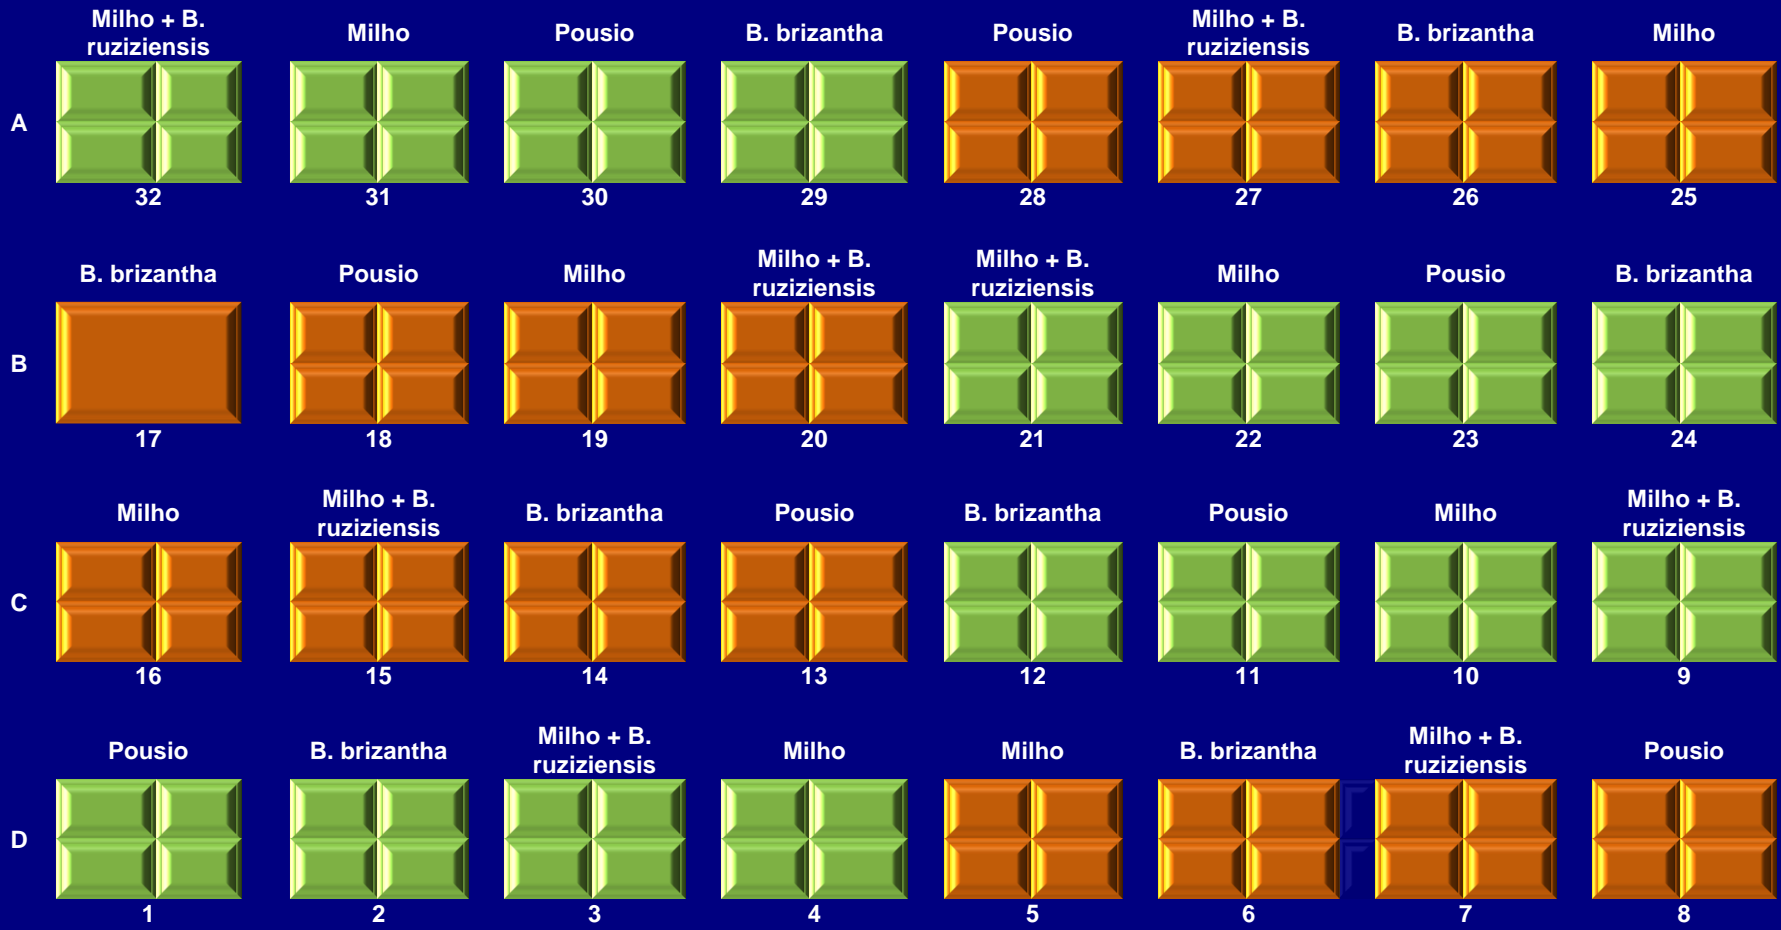 Milho + B.
ruziziensis
Milho
Pousio
B. brizantha
Pousio
Milho + B.
ruziziensis
B. brizantha
Milho
A
32
31
30
29
28
27
26
25
B. brizantha
Pousio
Milho
Milho + B.
ruziziensis
Milho + B.
ruziziensis
Milho
Pousio
B. brizantha
B
17
18
19
20
21
22
23
24
Milho
Milho + B.
ruziziensis
B. brizantha
Pousio
B. brizantha
Pousio
Milho
Milho + B.
ruziziensis
C
16
15
14
13
12
11
10
9
Pousio
B. brizantha
Milho + B.
ruziziensis
Milho
Milho
B. brizantha
Milho + B.
ruziziensis
Pousio
D
1
2
3
4
5
6
7
8